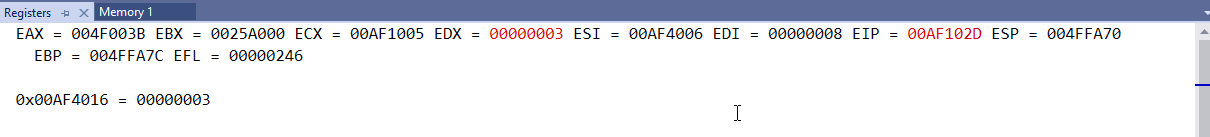 Registers
Memory 1
EAX = 004F003B EBX = 0025A000 ECX = 00AF1005 EDX = 00000003 ESI = 00AF4006 EDI = 00000008 EIP = 00AF102D ESP = 004FFA70
EBP = 004FFA7C EFL = 00000246
0x00AF4016 = 00000003